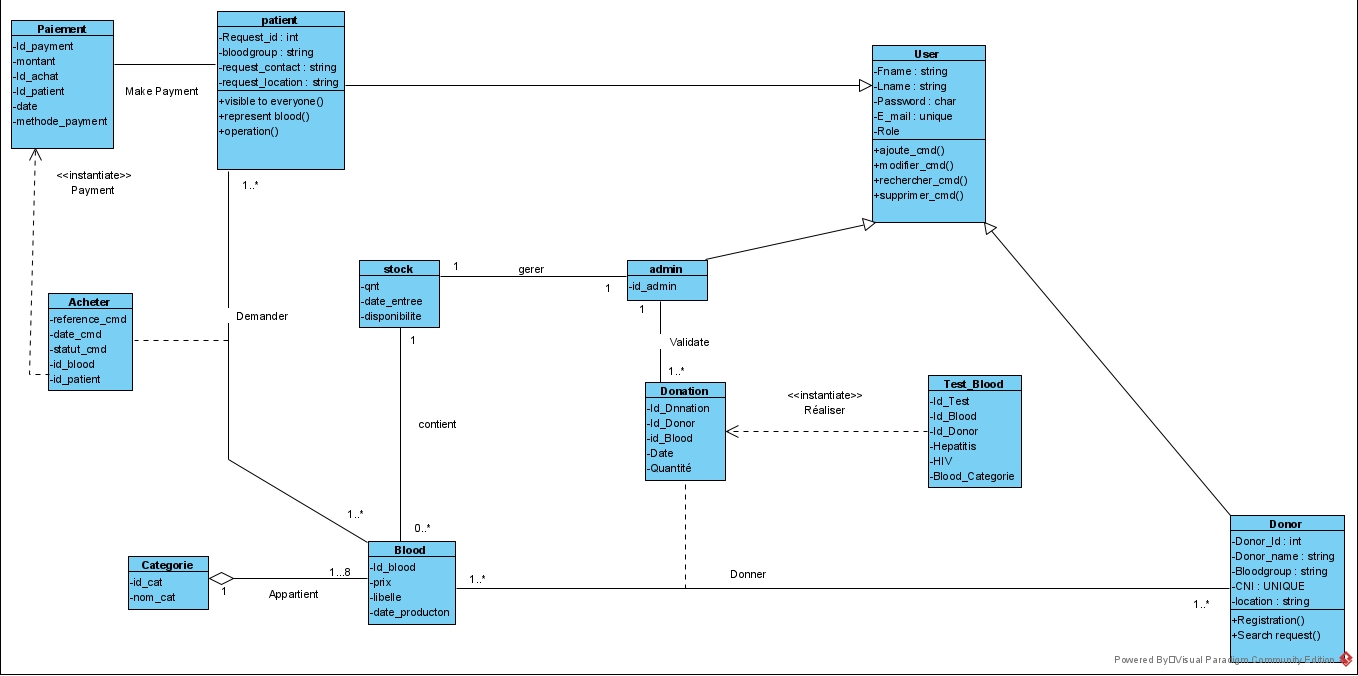 Paiement
-Id_payment
-montant
-Id_achat
-Id_patient
-date
-methode_payment
Make Payment
patient
-Request_id : int
-bloodgroup : string
-request_contact : string
-request_location : string
+visible to everyone()
+represent blood()
+operation()
User
-Fname : string
-Lname : string
-Password : char
-E_mail : unique
-Role
+ajoute_cmd()
+modifier_cmd()
+rechercher_cmd()
+supprimer_cmd()
<<instantiate>>
Payment
1..*
stock
-qnt
-date_entree
-disponibilite
1
gerer
1
admin
-id_admin
1
Acheter
-reference_cmd
-date_cmd
-statut_cmd
-id_blood
-id_patient
Demander
1
Validate
1..*
Donation
-Id_Dnnation
-Id_Donor
-id_Blood
-Date
-Quantité
<<instantiate>>
Réaliser
Test_Blood
-Id_Test
-Id_Blood
-Id_Donor
-Hepatitis
-HIV
-Blood_Categorie
contient
1..*
0..*
Categorie
-id_cat
-nom_cat
1
Appartient
1...8
Blood
-Id_blood
-prix
-libelle
-date_producton
1..*
Donner
1..*
Donor
-Donor_Id : int
-Donor_name : string
-Bloodgroup : string
-CNI : UNIQUE
-location : string
+Registration()
+Search request()
Powered By Visual Paradigm Community Edition